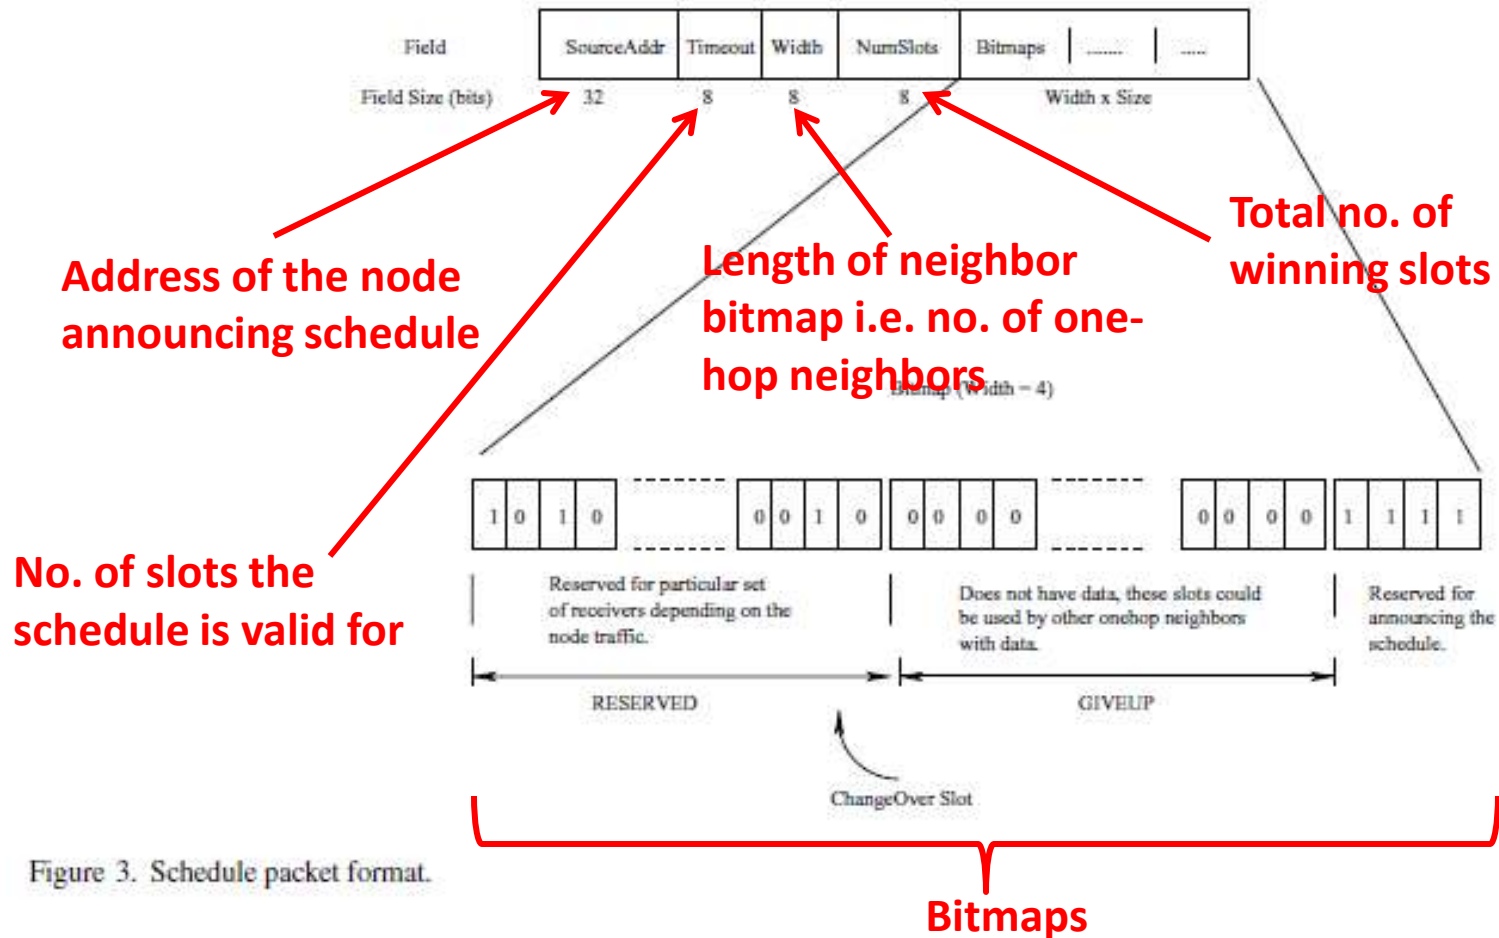 Field SourceAddr Timeout Width NumSlots Bitmaps ....... .....
Field Size (bits) 32 8 8 8 Width x Size
Address of the node
announcing schedule
Length of neighbor
bitmap i.e. no. of one-
hop neighbors
Total no. of
winning slots
Bitmap (Width = 4)
1 0 1 0 0 0 1 0 0 0 0 0 0 0 0 0 1 1 1 1
No. of slots the
schedule is valid for
Reserved for particular set
of receivers depending on the
node traffic.
Does not have data, these slots could
be used by other onehop neighbors
with data.
Reserved for
announcing the
schedule.
RESERVED
GIVEUP
ChangeOver Slot
Figure 3. Schedule packet format.
Bitmaps